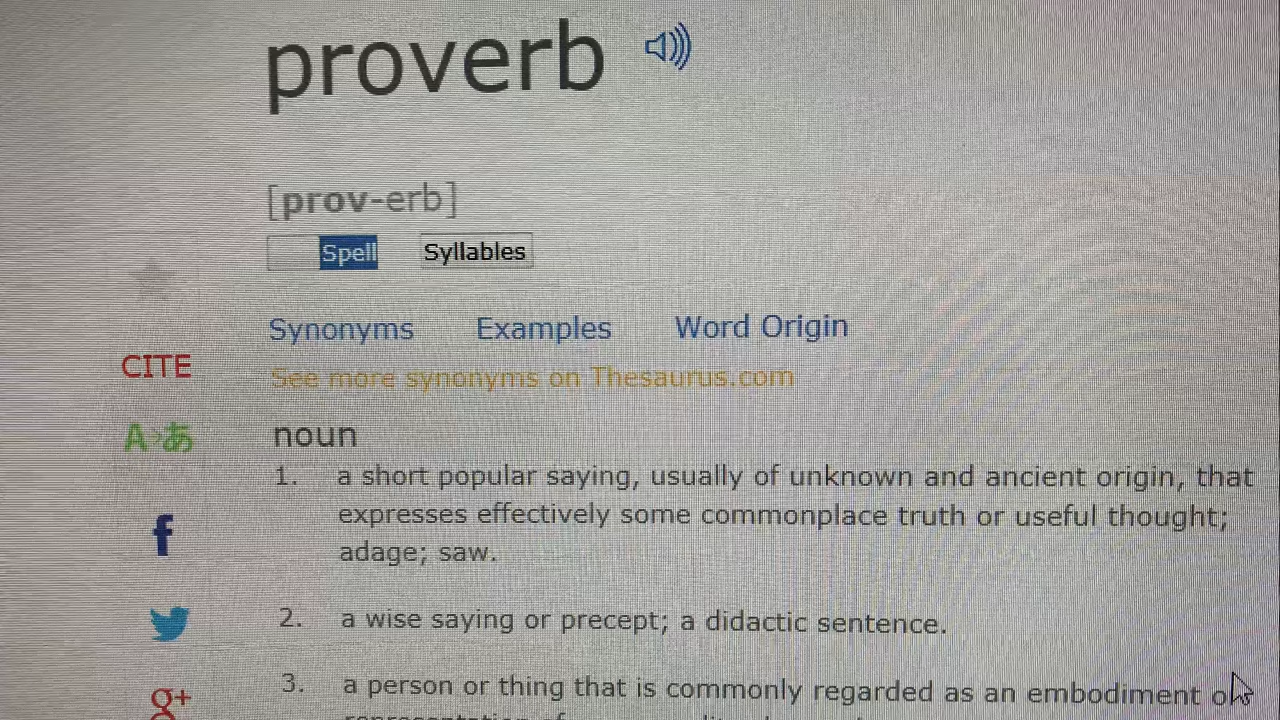 proverb
[prov-erb]
Spell Syllables
Synonyms Examples Word Origin
CITE
See more synonyms on Thesaurus.com
A あ
noun
1. a short popular saying, usually of unknown and ancient origin, that
expresses effectively some commonplace truth or useful thought;
adage; saw.
f
2. a wise saying or precept; a didactic sentence.
g+
3. a person or thing that is commonly regarded as an embodiment or